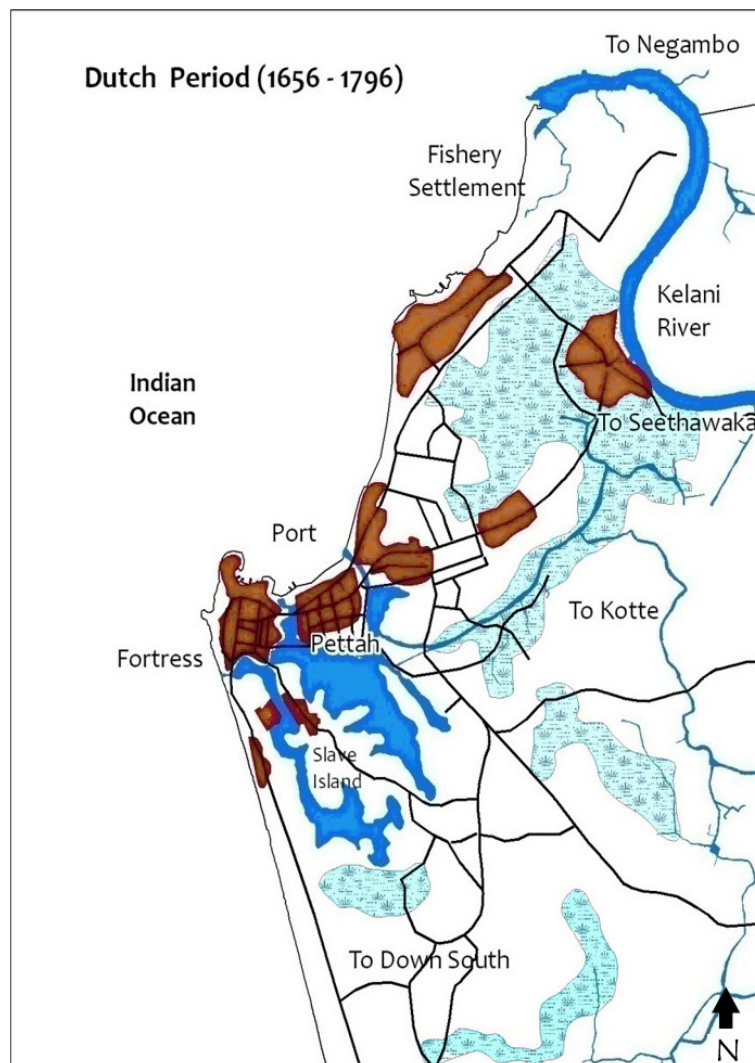 To Negambo
Dutch Period (1656 - 1796)
Fishery
Settlement
Kelani
River
Indian
Ocean
To Seethawaka
Port
To Kotte
Pettah
Fortress
Slave
Island
To Down South
N